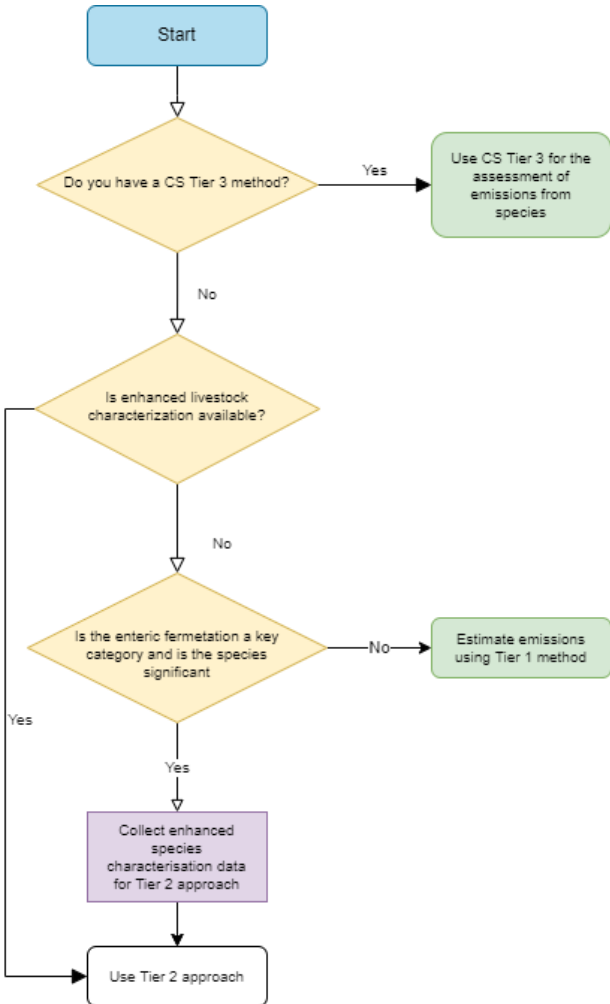 Start
Do you have a CS Tier 3 method?
Yes
Use CS Tier 3 for the
assessment of
emissions from
species
No
Is enhanced livestock
characterization available?
No
Is the enteric fermetation a key
category and is the species
significant
No
Estimate emissions
using Tier 1 method
Yes
Yes
Collect enhanced
species
characterisation data
for Tier 2 approach
Use Tier 2 approach